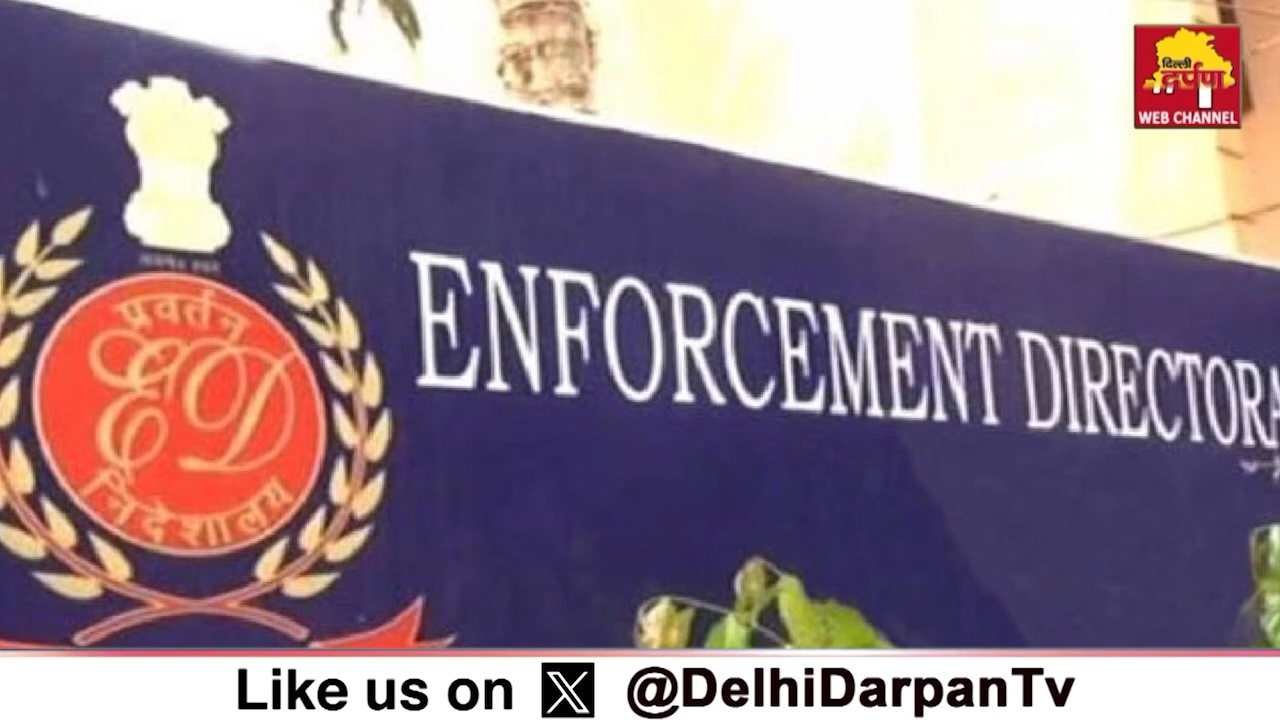 दिल्ली
दर्पण
WEB CHANNEL
प्रवर्तन
ED
निदेशालय
ENFORCEMENT DIRECTORA
Like us on X @DelhiDarpanTv